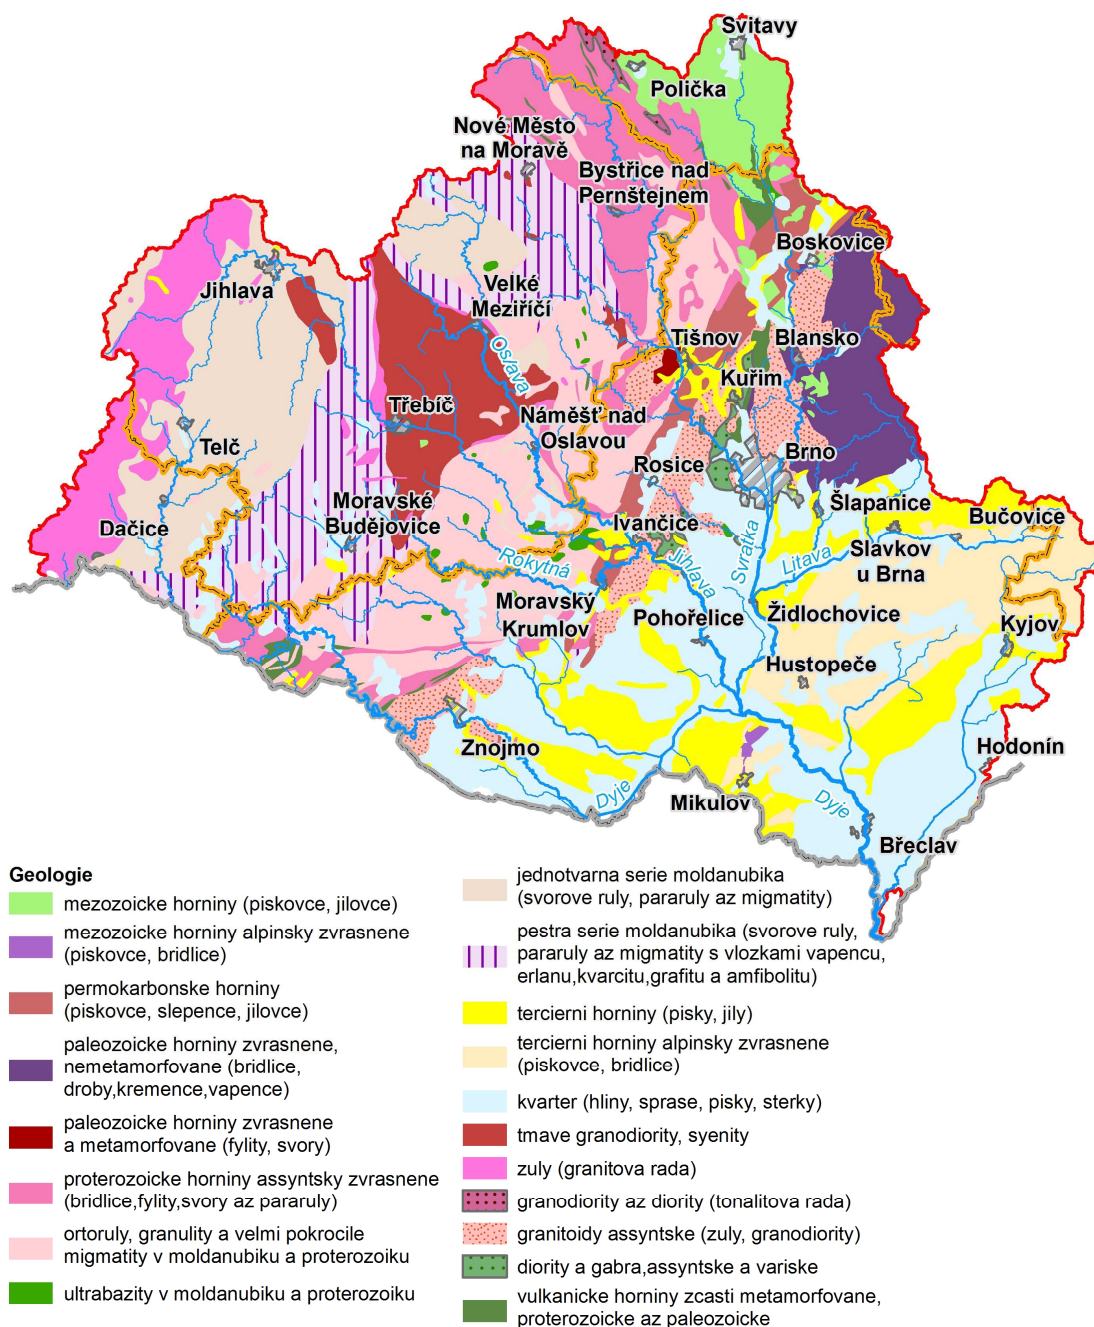 Svitavy
Polička
Nové Město
na Moravě
Bystřice nad
Pernštejnem
Boskovice
Jihlava
Velké
Meziříčí
Oslava
Tišnov
Blansko
Kuřim
Třebíč
Náměšť nad
Oslavou
Telč
Rosice
Brno
Moravské
Budějovice
Dačice
Ivančice
Šlapanice
Bučovice
Slavkov
u Brna
Rokytná
Jihlava
Svratka
Litava
Moravský
Krumlov
Pohořelice
Židlochovice
Kyjov
Hustopeče
Znojmo
Hodonín
Dyje
Mikulov
Dyje
Břeclav
Geologie
mezozoicke horniny (piskovce, jilovce)
mezozoicke horniny alpinsky zvrasnene
(piskovce, bridlice)
permokarbonske horniny
(piskovce, slepence, jilovce)
paleozoicke horniny zvrasnene,
nemetamorfovane (bridlice,
droby,kremence,vapence)
paleozoicke horniny zvrasnene
a metamorfovane (fylity, svory)
proterozoicke horniny assyntsky zvrasnene
(bridlice,fylity,svory az pararuly)
ortoruly, granulity a velmi pokrocile
migmatity v moldanubiku a proterozoiku
ultrabazity v moldanubiku a proterozoiku
jednotvarna serie moldanubika
(svorove ruly, pararuly az migmatity)
pestra serie moldanubika (svorove ruly,
pararuly az migmatity s vlozkami vapencu,
erlanu,kvarcitu,grafitu a amfibolitu)
tercierni horniny (pisky, jily)
tercierni horniny alpinsky zvrasnene
(piskovce, bridlice)
kvarter (hliny, sprase, pisky, sterky)
tmave granodiority, syenity
zuly (granitova rada)
granodiority az diority (tonalitova rada)
granitoidy assyntske (zuly, granodiority)
diority a gabra,assyntske a variske
vulkanicke horniny zcasti metamorfovane,
proterozoicke az paleozoicke